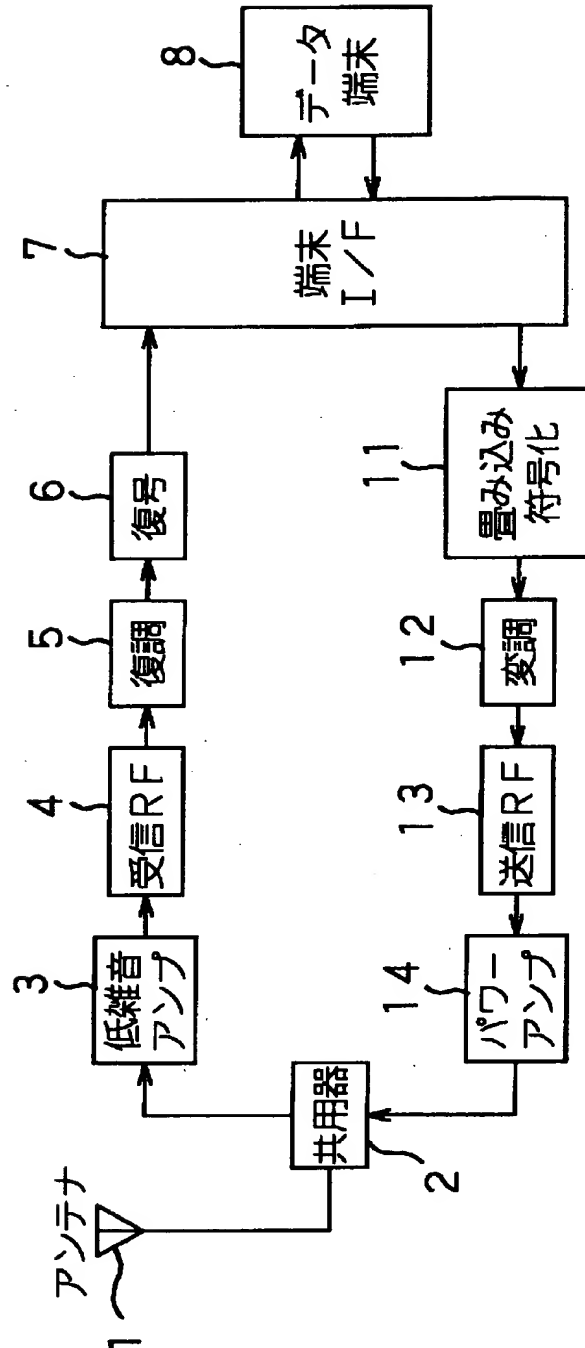 アンテナ
1
共用器
2
低雑音
アンプ
3
受信RF
4
復調
5
復号
6
端末
I/F
7
データ
端末
8
畳み込み
符号化
11
変調
12
送信RF
13
パワー
アンプ
14